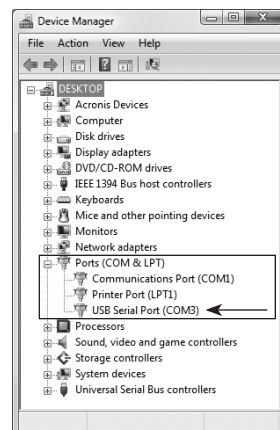 Device Manager
File Action View Help
DESKTOP
Acronis Devices
Computer
Disk drives
Display adapters
DVD/CD-ROM drives
IEEE 1394 Bus host controllers
Keyboards
Mice and other pointing devices
Monitors
Network adapters
Ports (COM & LPT)
Communications Port (COM1)
Printer Port (LPT1)
USB Serial Port (COM3)
Processors
Sound, video and game controllers
Storage controllers
System devices
Universal Serial Bus controllers